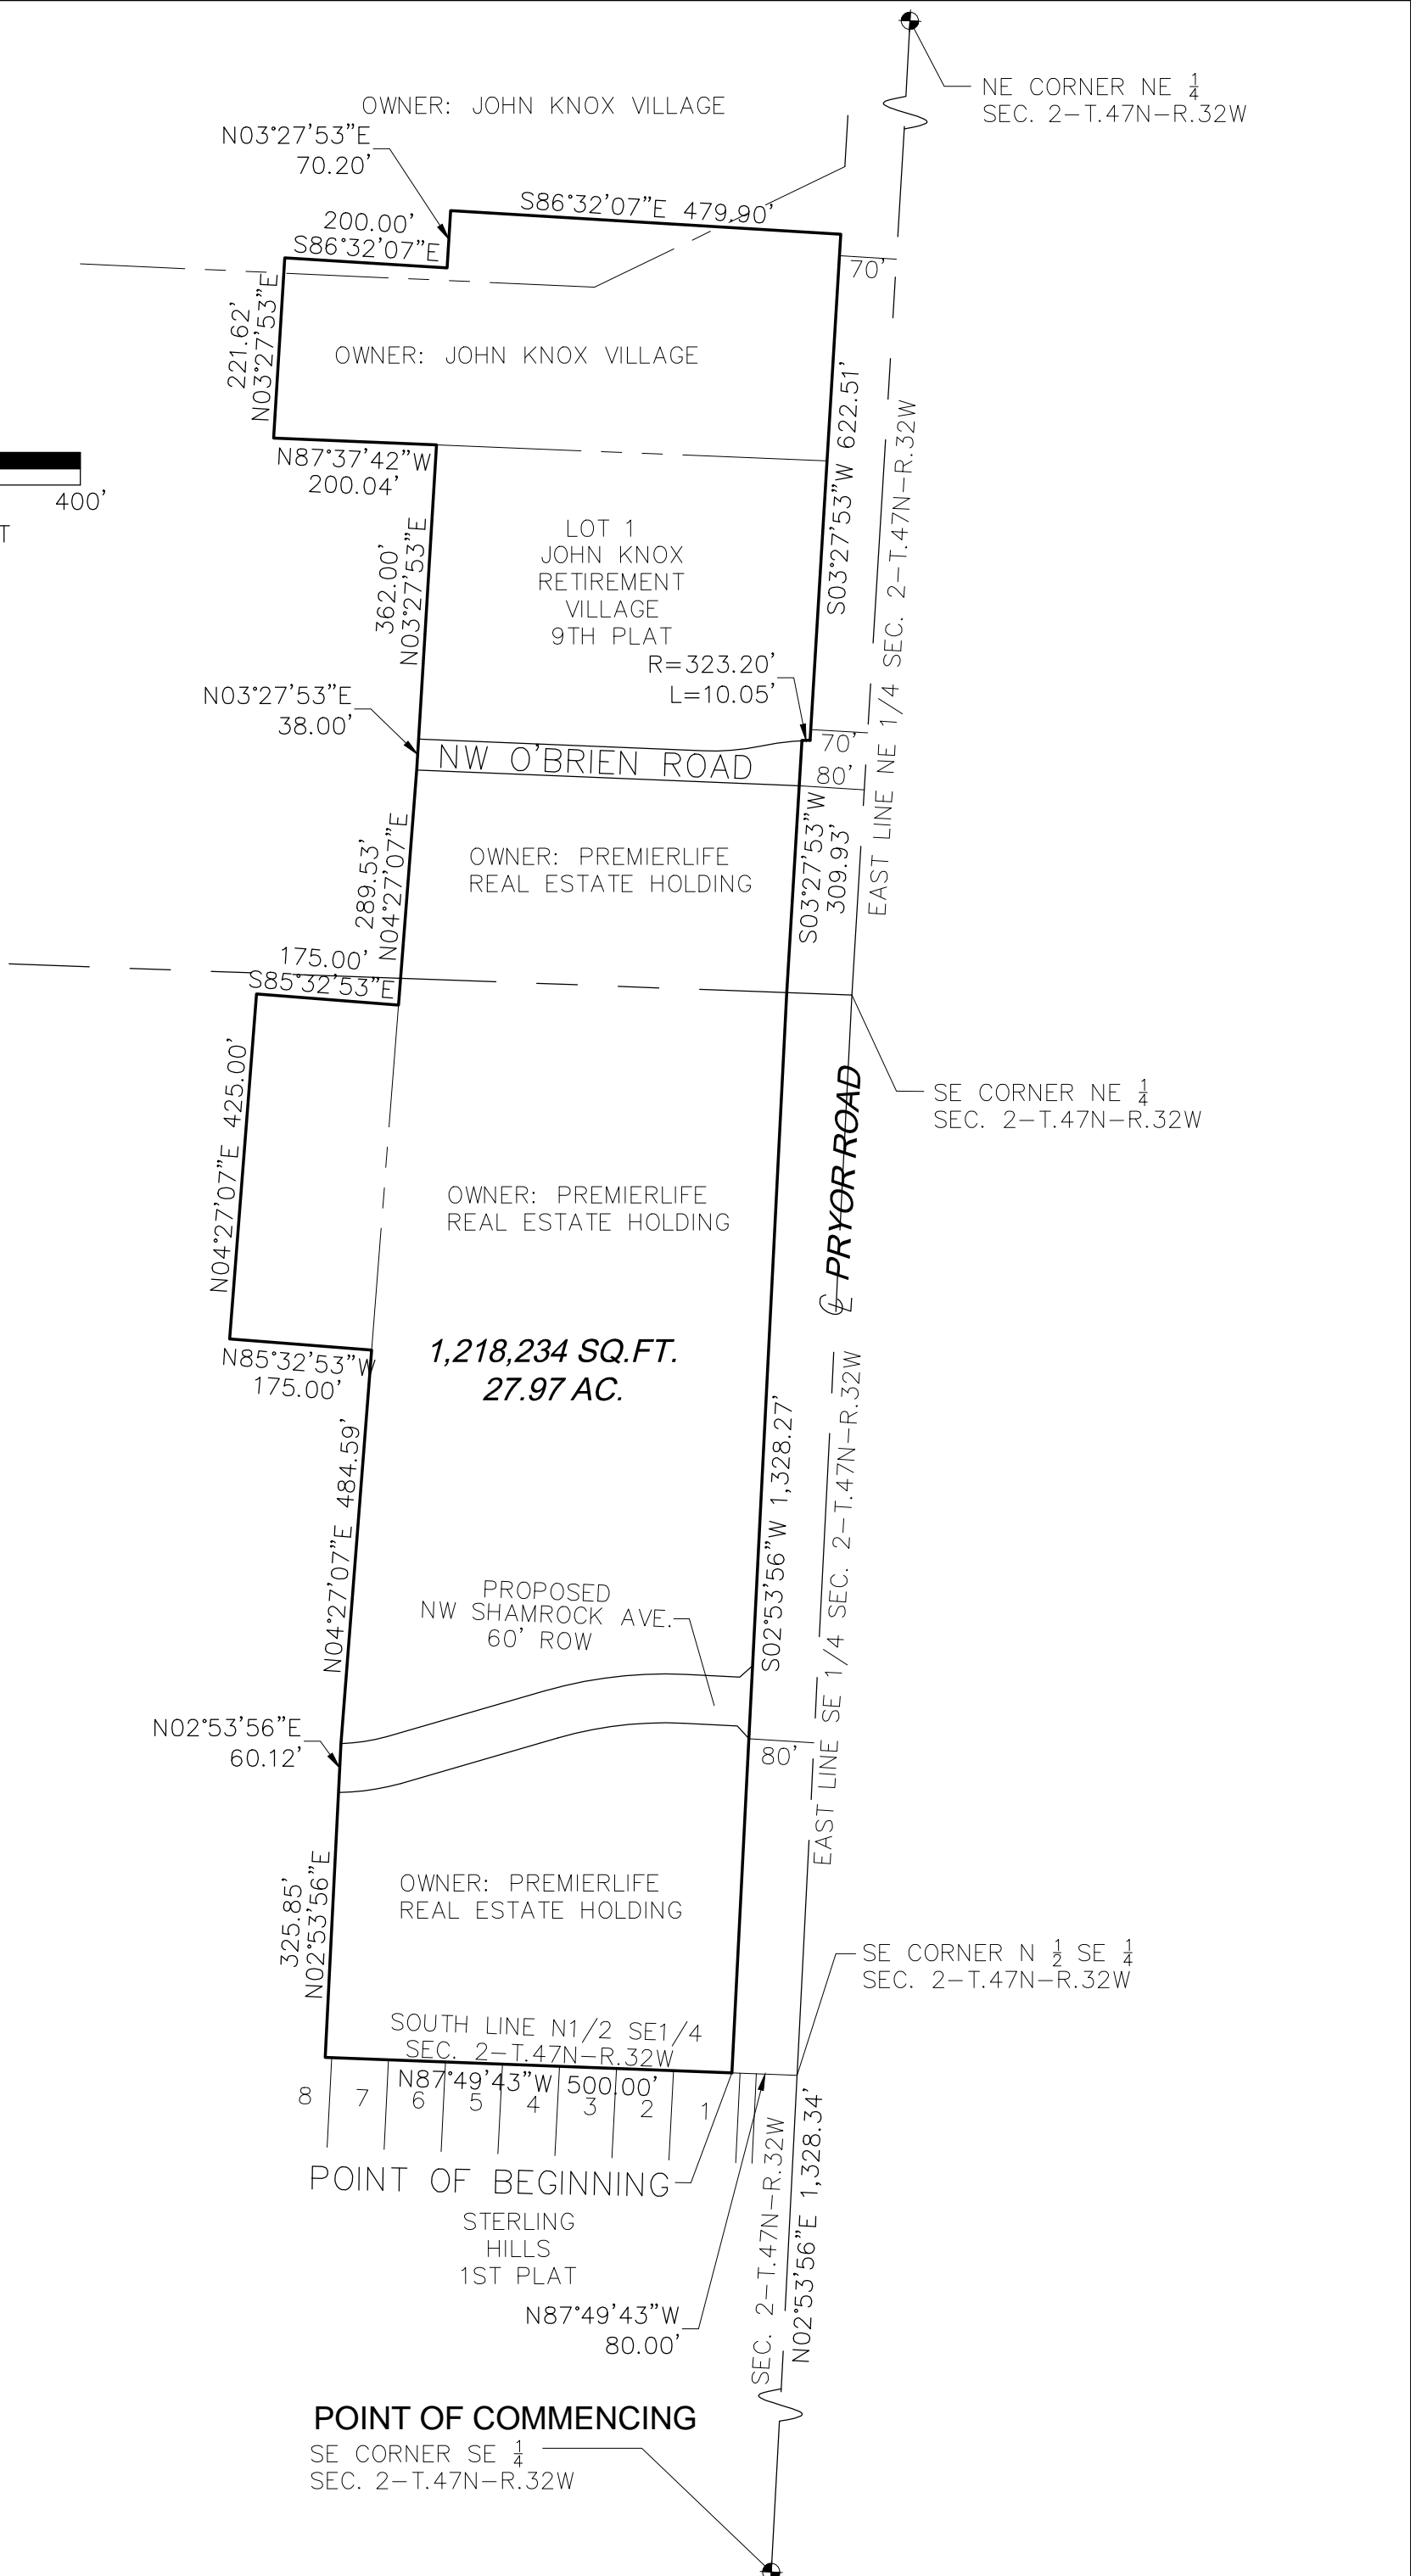 NE CORNER NE 1/4
SEC. 2-T.47N-R.32W
OWNER: JOHN KNOX VILLAGE
N03°27'53"E
70.20'
S86°32'07"E 479.90'
200.00'
S86°32'07"E
70'
221.62'
N03°27'53"E
OWNER: JOHN KNOX VILLAGE
S03°27'53"W 622.51'
EAST LINE NE 1/4 SEC. 2-T.47N-R.32W
N87°37'42"W
200.04'
400'
T
LOT 1
JOHN KNOX
RETIREMENT
VILLAGE
9TH PLAT
362.00'
N03°27'53"E
R=323.20'
L=10.05'
N03°27'53"E
38.00'
70'
NW O'BRIEN ROAD
80'
S03°27'53"W
309.93'
OWNER: PREMIERLIFE
REAL ESTATE HOLDING
289.53'
N04°27'07"E
175.00'
S85°32'53"E
N04°27'07"E 425.00'
SE CORNER NE 1/4
SEC. 2-T.47N-R.32W
℄ PRYOR ROAD
OWNER: PREMIERLIFE
REAL ESTATE HOLDING
1,218,234 SQ.FT.
27.97 AC.
N85°32'53"W
175.00'
S02°53'56"W 1,328.27'
EAST LINE SE 1/4 SEC. 2-T.47N-R.32W
N04°27'07"E 484.59'
PROPOSED
NW SHAMROCK AVE.
60' ROW
N02°53'56"E
60.12'
80'
325.85'
N02°53'56"E
OWNER: PREMIERLIFE
REAL ESTATE HOLDING
SE CORNER N 1/2 SE 1/4
SEC. 2-T.47N-R.32W
SOUTH LINE N1/2 SE1/4
SEC. 2-T.47N-R.32W
N87°49'43"W 500.00'
8 7 6 5 4 3 2 1
POINT OF BEGINNING
STERLING
HILLS
1ST PLAT
SEC. 2-T.47N-R.32W
N02°53'56"E 1,328.34'
N87°49'43"W
80.00'
POINT OF COMMENCING
SE CORNER SE 1/4
SEC. 2-T.47N-R.32W